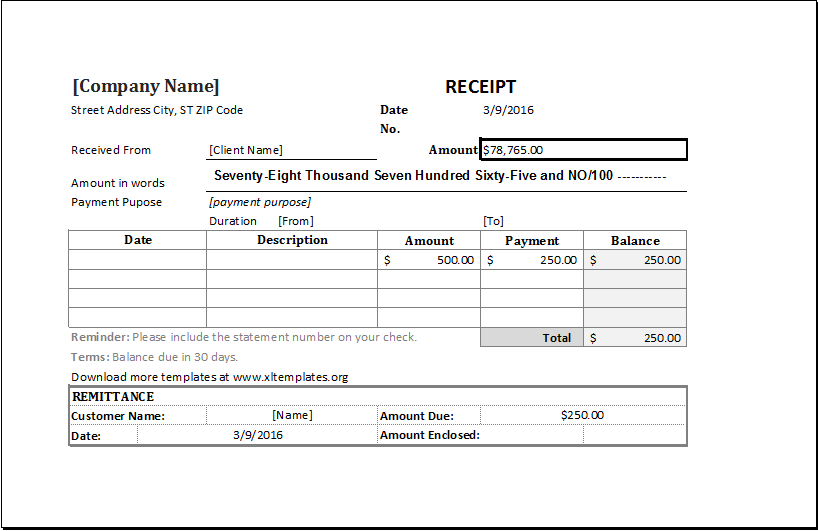 [Company Name] RECEIPT
Street Address City, ST ZIP Code Date 3/9/2016
No.
Received From [Client Name] Amount $78,765.00
Amount in words Seventy-Eight Thousand Seven Hundred Sixty-Five and NO/100 -----------
Payment Pupose [payment purpose]
Duration [From] [To]
Date Description Amount Payment Balance
$ 500.00 $ 250.00 $ 250.00
Reminder: Please include the statement number on your check. Total $ 250.00
Terms: Balance due in 30 days.
Download more templates at www.xltemplates.org
REMITTANCE
Customer Name: [Name] Amount Due: $250.00
Date: 3/9/2016 Amount Enclosed: